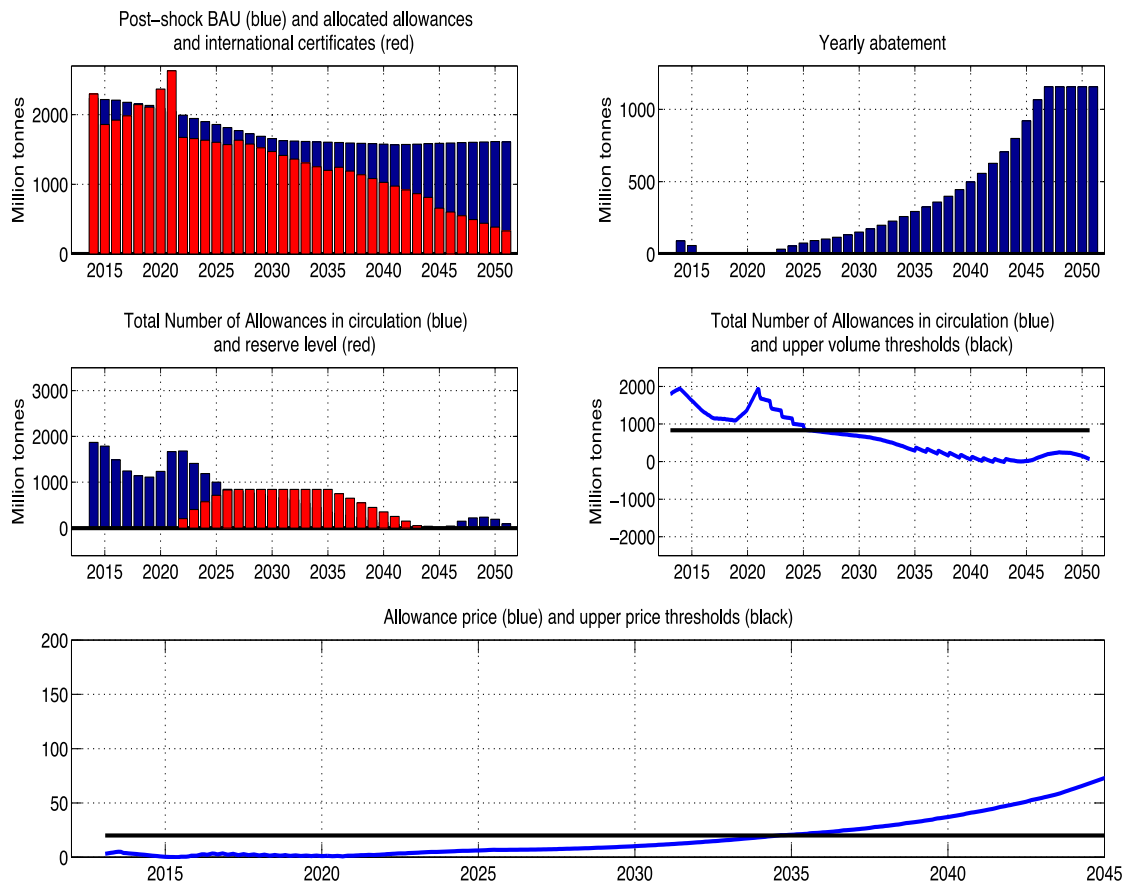 Post−shock BAU (blue) and allocated allowances
and international certificates (red)
Million tonnes
2000
1000
0
2015 2020 2025 2030 2035 2040 2045 2050
Yearly abatement
Million tonnes
1000
500
0
2015 2020 2025 2030 2035 2040 2045 2050
Total Number of Allowances in circulation (blue)
and reserve level (red)
Million tonnes
3000
2000
1000
0
2015 2020 2025 2030 2035 2040 2045 2050
Total Number of Allowances in circulation (blue)
and upper volume thresholds (black)
Million tonnes
2000
1000
0
−1000
−2000
2015 2020 2025 2030 2035 2040 2045 2050
Allowance price (blue) and upper price thresholds (black)
200
150
100
50
0
2015 2020 2025 2030 2035 2040 2045